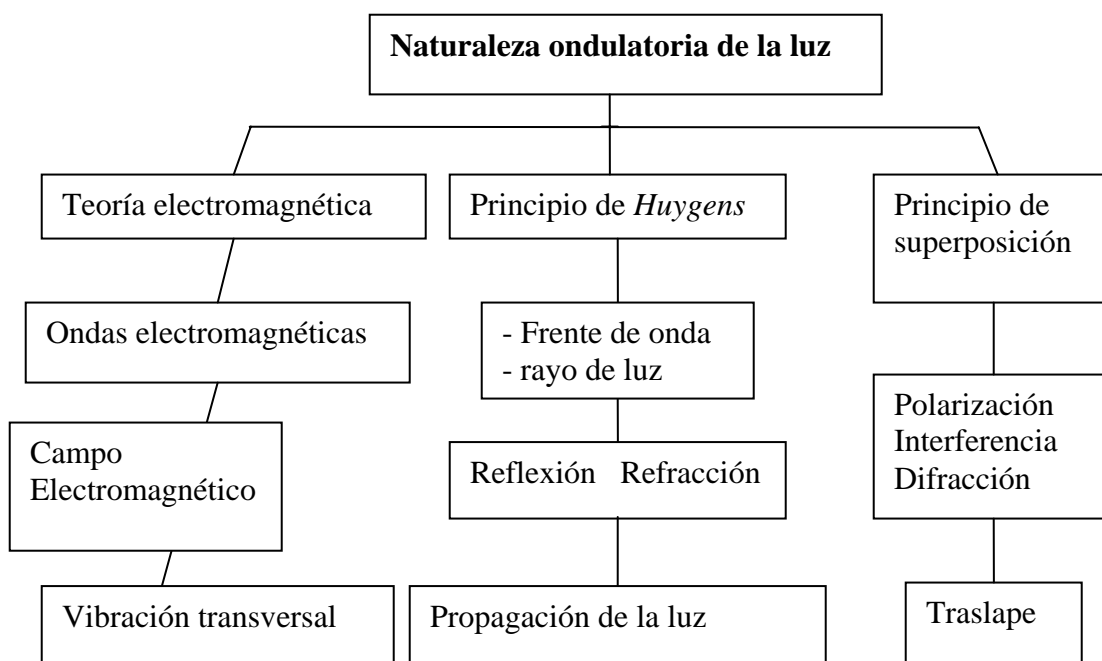 Naturaleza ondulatoria de la luz
Teoría electromagnética
Principio de Huygens
Principio de
superposición
Ondas electromagnéticas
- Frente de onda
- rayo de luz
Polarización
Interferencia
Difracción
Campo
Electromagnético
Reflexión Refracción
Vibración transversal
Propagación de la luz
Traslape